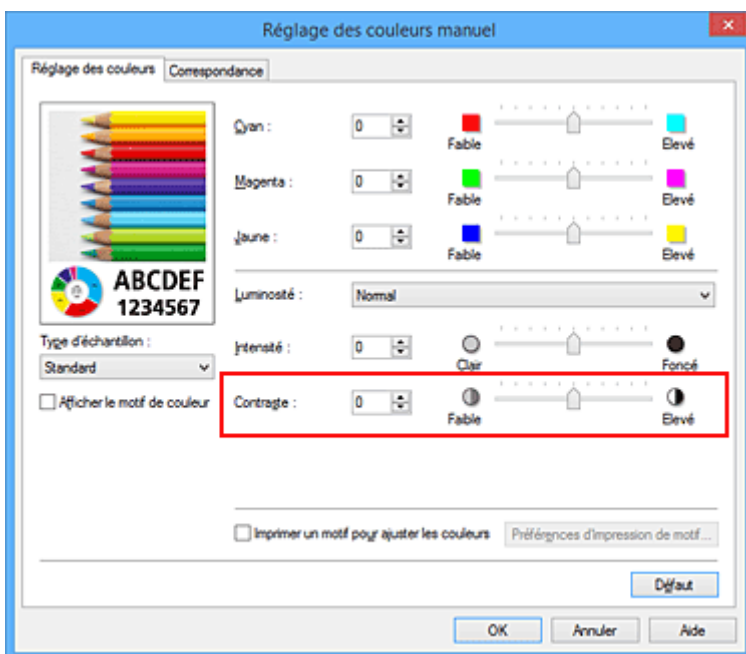 Réglage des couleurs manuel
Réglage des couleurs
Correspondance
ABCDEF
1234567
Type d'échantillon :
Standard
Afficher le motif de couleur
Cyan :
0
Faible
Elevé
Magenta :
0
Faible
Elevé
Jaune :
0
Faible
Elevé
Luminosité :
Normal
Intensité :
0
Clair
Foncé
Contraste :
0
Faible
Elevé
Imprimer un motif pour ajuster les couleurs
Préférences d'impression de motif...
Défaut
OK
Annuler
Aide